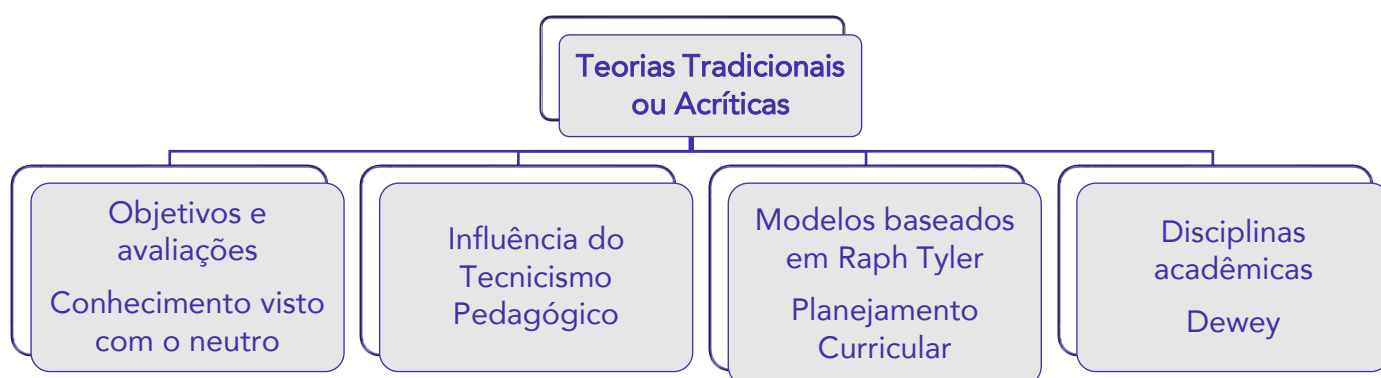 Teorias Tradicionais
ou Acríticas
Objetivos e
avaliações
Conhecimento visto
com o neutro
Influência do
Tecnicismo
Pedagógico
Modelos baseados
em Raph Tyler
Planejamento
Curricular
Disciplinas
acadêmicas
Dewey